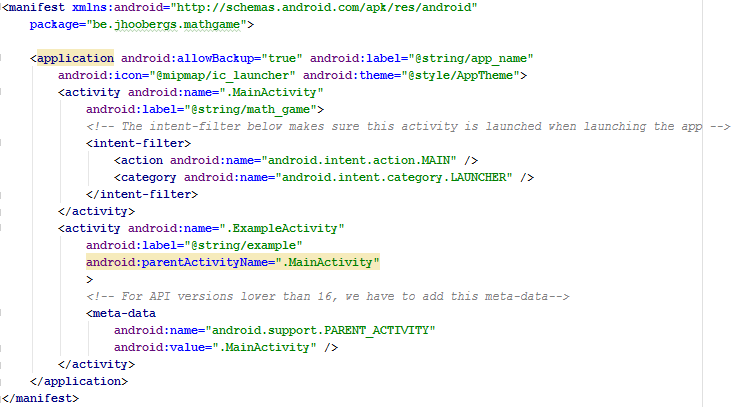 <manifest xmlns:android="http://schemas.android.com/apk/res/android"
package="be.jhoobergs.mathgame">
<application android:allowBackup="true" android:label="@string/app_name"
android:icon="@mipmap/ic_launcher" android:theme="@style/AppTheme">
<activity android:name=".MainActivity"
android:label="@string/math_game">
<!-- The intent-filter below makes sure this activity is launched when launching the app -->
<intent-filter>
<action android:name="android.intent.action.MAIN" />
<category android:name="android.intent.category.LAUNCHER" />
</intent-filter>
</activity>
<activity android:name=".ExampleActivity"
android:label="@string/example"
android:parentActivityName=".MainActivity"
>
<!-- For API versions lower than 16, we have to add this meta-data-->
<meta-data
android:name="android.support.PARENT_ACTIVITY"
android:value=".MainActivity" />
</activity>
</application>
</manifest>